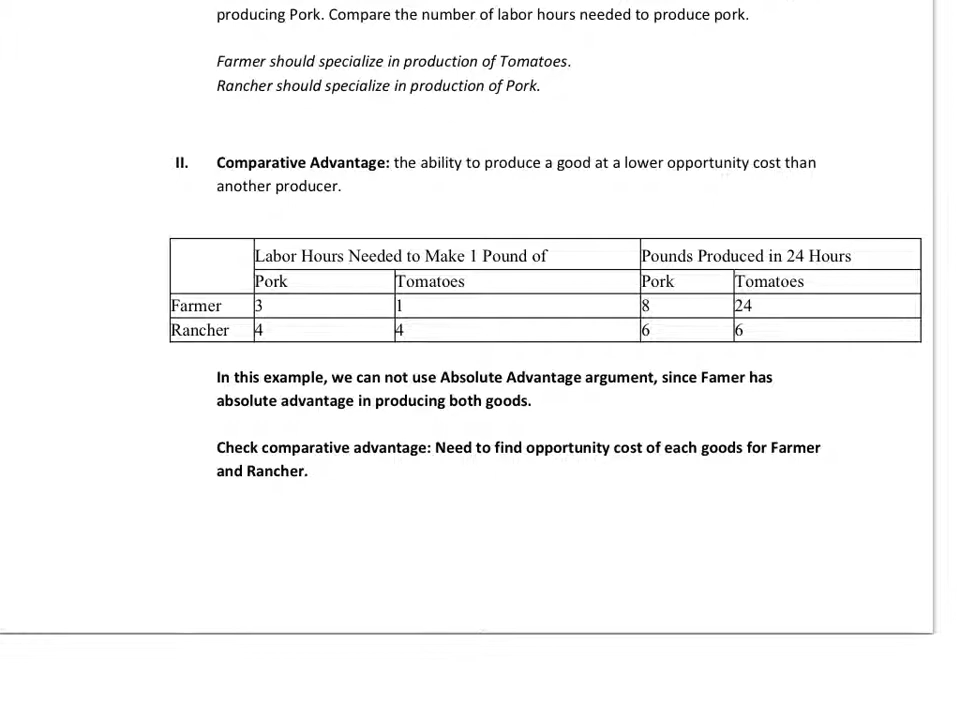 producing Pork. Compare the number of labor hours needed to produce pork.
Farmer should specialize in production of Tomatoes.
Rancher should specialize in production of Pork.
II. Comparative Advantage: the ability to produce a good at a lower opportunity cost than
another producer.
Labor Hours Needed to Make 1 Pound of Pounds Produced in 24 Hours
Pork Tomatoes Pork Tomatoes
Farmer 3 1 8 24
Rancher 4 4 6 6
In this example, we can not use Absolute Advantage argument, since Famer has
absolute advantage in producing both goods.
Check comparative advantage: Need to find opportunity cost of each goods for Farmer
and Rancher.